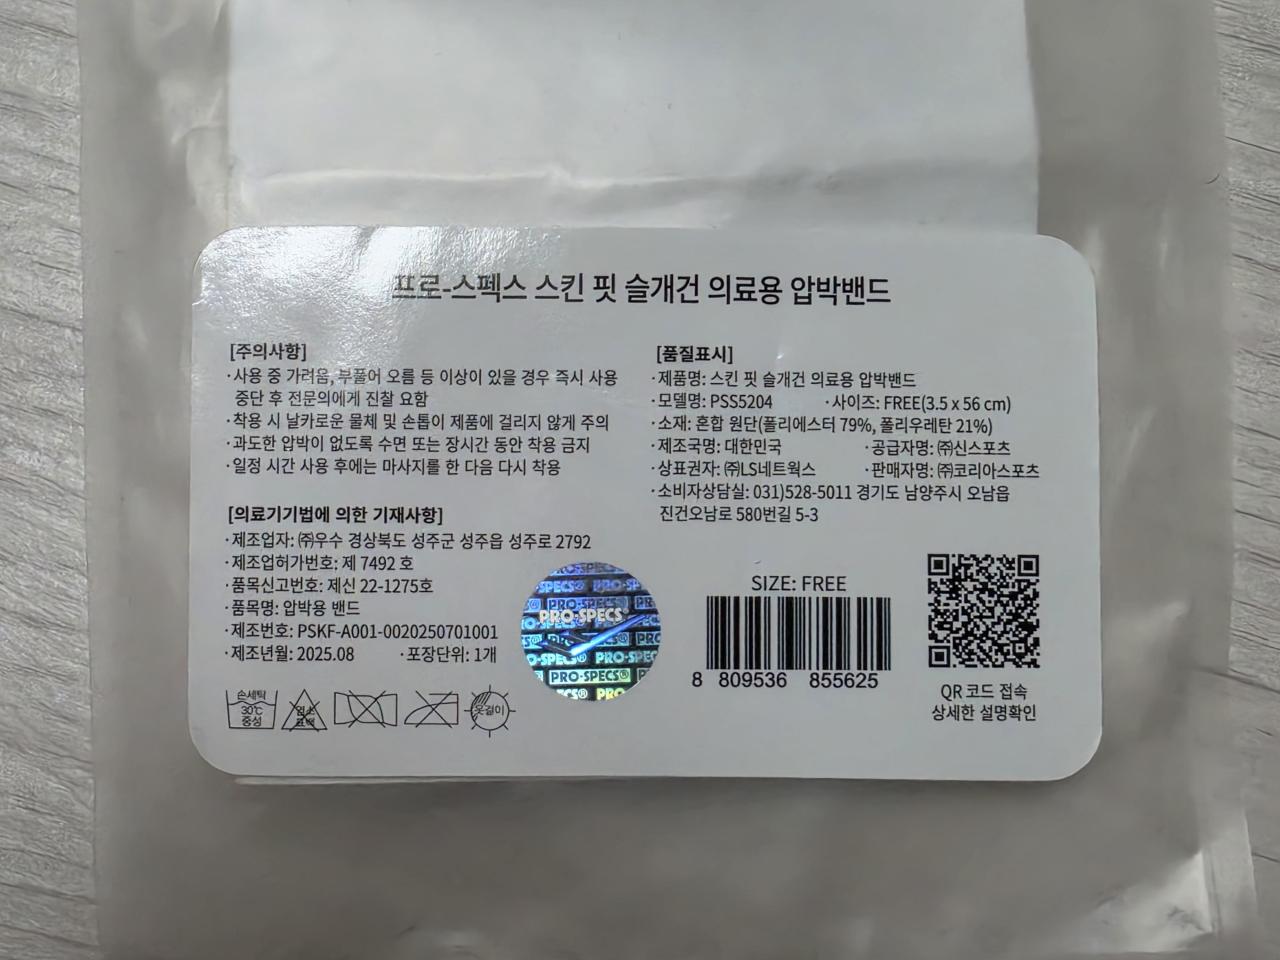 프로-스펙스 스킨 핏 슬개건 의료용 압박밴드
[주의사항]
·사용 중 가려움, 부풀어 오름 등 이상이 있을 경우 즉시 사용
중단 후 전문의에게 진찰 요함
·착용 시 날카로운 물체 및 손톱이 제품에 걸리지 않게 주의
·과도한 압박이 없도록 수면 또는 장시간 동안 착용 금지
·일정 시간 사용 후에는 마사지를 한 다음 다시 착용
[의료기기법에 의한 기재사항]
·제조업자: ㈜우수 경상북도 성주군 성주읍 성주로 2792
·제조업허가번호: 제 7492 호
·품목신고번호: 제신 22-1275호
·품목명: 압박용 밴드
·제조번호: PSKF-A001-0020250701001
·제조년월: 2025.08 ·포장단위: 1개
손세탁
30℃
중성
염소
표백
옷걸이
PRO-SPECS
PRO-SPECS®
[품질표시]
·제품명: 스킨 핏 슬개건 의료용 압박밴드
·모델명: PSS5204 ·사이즈: FREE(3.5 x 56 cm)
·소재: 혼합 원단(폴리에스터 79%, 폴리우레탄 21%)
·제조국명: 대한민국 ·공급자명: ㈜신스포츠
·상표권자: ㈜LS네트웍스 ·판매자명: ㈜코리아스포츠
·소비자상담실: 031)528-5011 경기도 남양주시 오남읍
진건오남로 580번길 5-3
SIZE: FREE
8 809536 855625
QR 코드 접속
상세한 설명확인